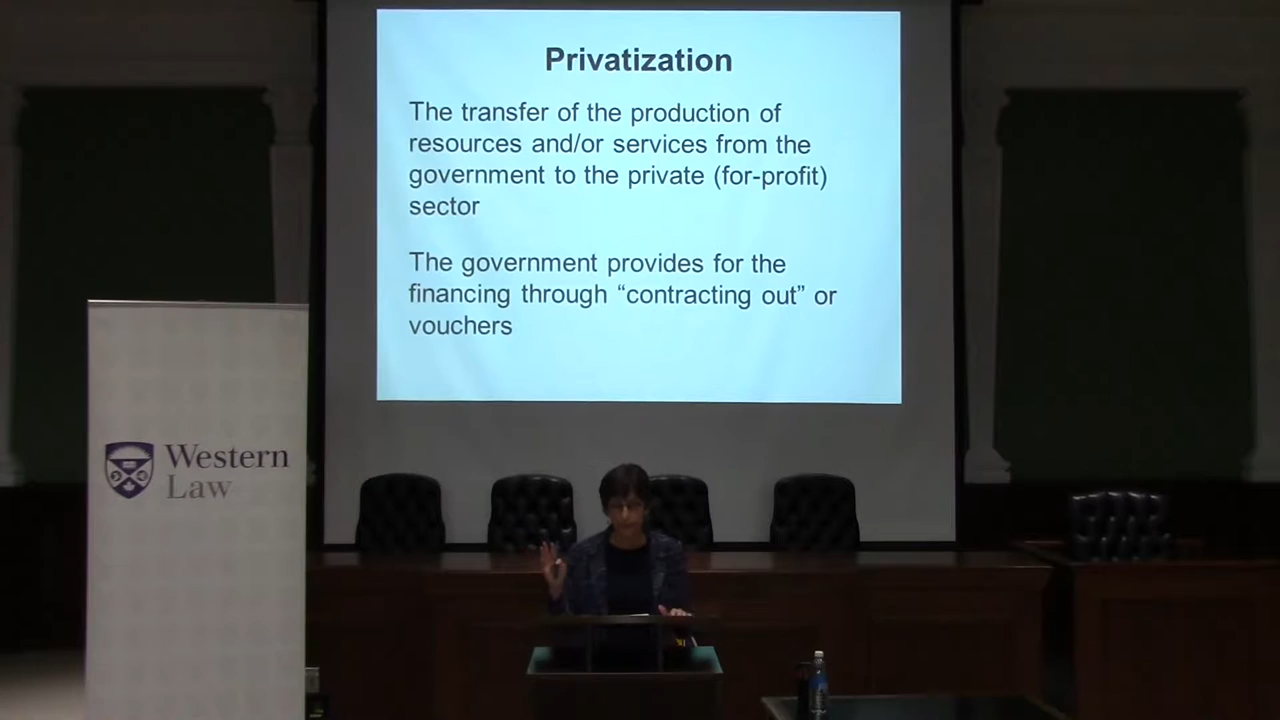 Privatization
The transfer of the production of
resources and/or services from the
government to the private (for-profit)
sector
The government provides for the
financing through “contracting out” or
vouchers
Western
Law